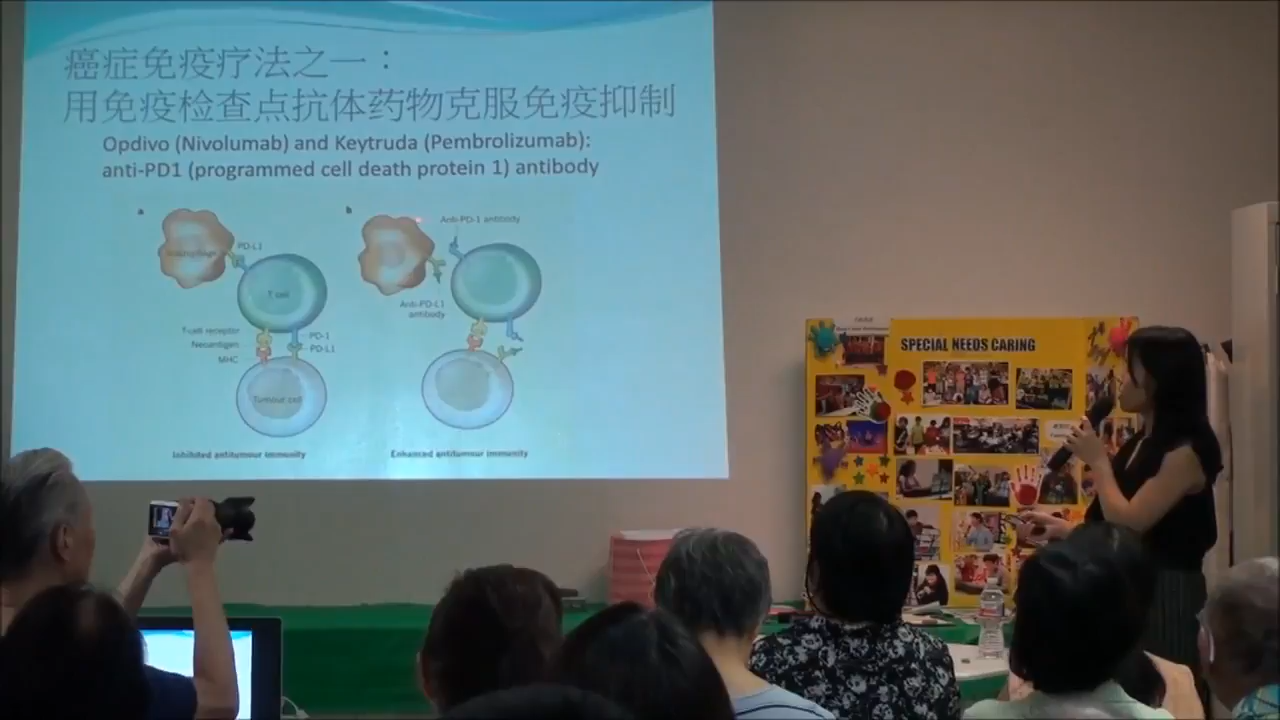 癌症免疫疗法之一：
用免疫检查点抗体药物克服免疫抑制
Opdivo (Nivolumab) and Keytruda (Pembrolizumab):
anti-PD1 (programmed cell death protein 1) antibody
a
b
Anti-PD-1 antibody
Macrophage
PD-L1
T cell
Anti-PD-L1
antibody
T-cell receptor
Neoantigen
MHC
PD-1
PD-L1
Tumour cell
Inhibited antitumour immunity
Enhanced antitumour immunity
SPECIAL NEEDS CARING